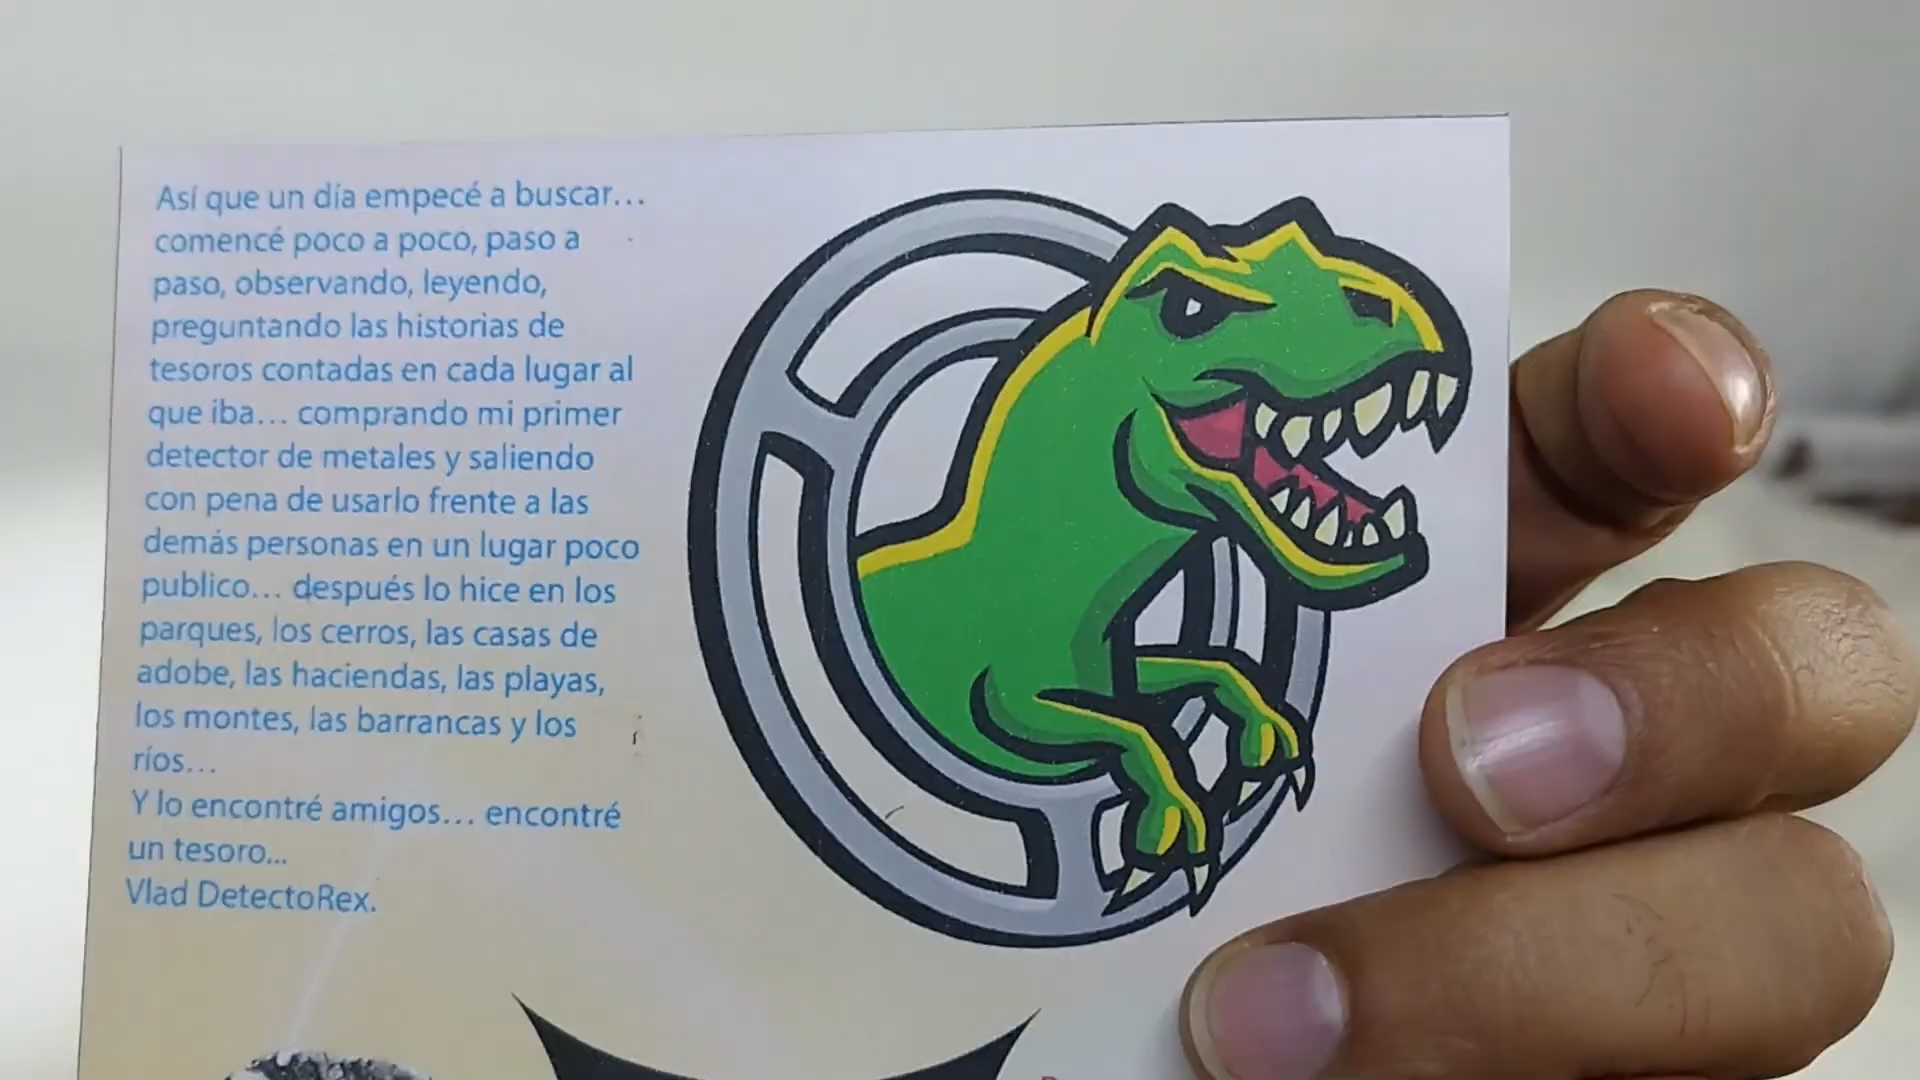 Así que un día empecé a buscar...
comencé poco a poco, paso a
paso, observando, leyendo,
preguntando las historias de
tesoros contadas en cada lugar al
que iba... comprando mi primer
detector de metales y saliendo
con pena de usarlo frente a las
demás personas en un lugar poco
publico... después lo hice en los
parques, los cerros, las casas de
adobe, las haciendas, las playas,
los montes, las barrancas y los
ríos...
Y lo encontré amigos... encontré
un tesoro...
Vlad DetectoRex.